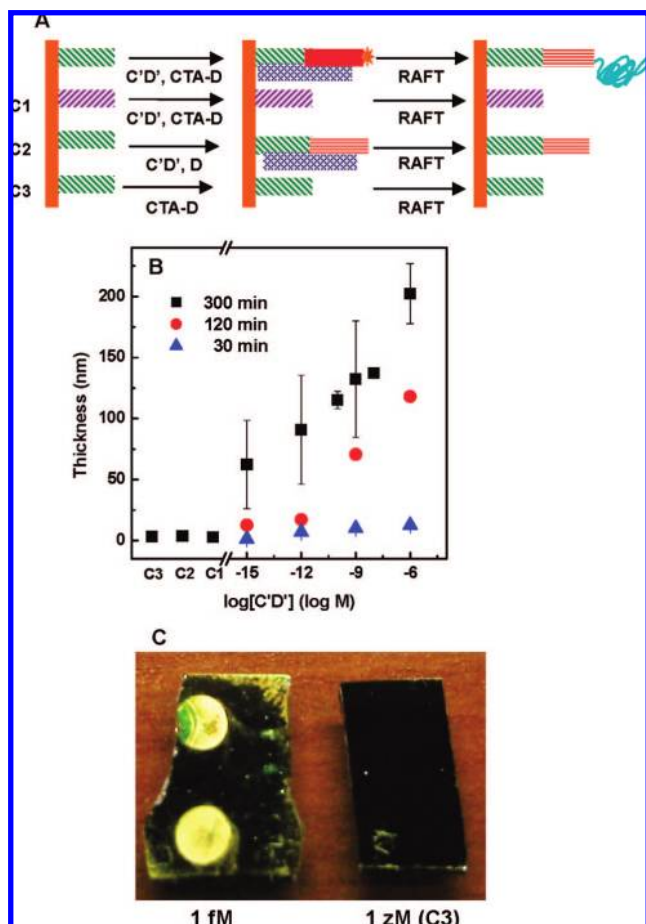 A
C'D', CTA-D
RAFT
C1
C'D', CTA-D
RAFT
C2
C'D', D
RAFT
C3
CTA-D
RAFT
B
300 min
120 min
30 min
Thickness (nm)
200
150
100
50
0
C3 C2 C1 -15 -12 -9 -6
log[C'D'] (log M)
C
1 fM 1 zM (C3)